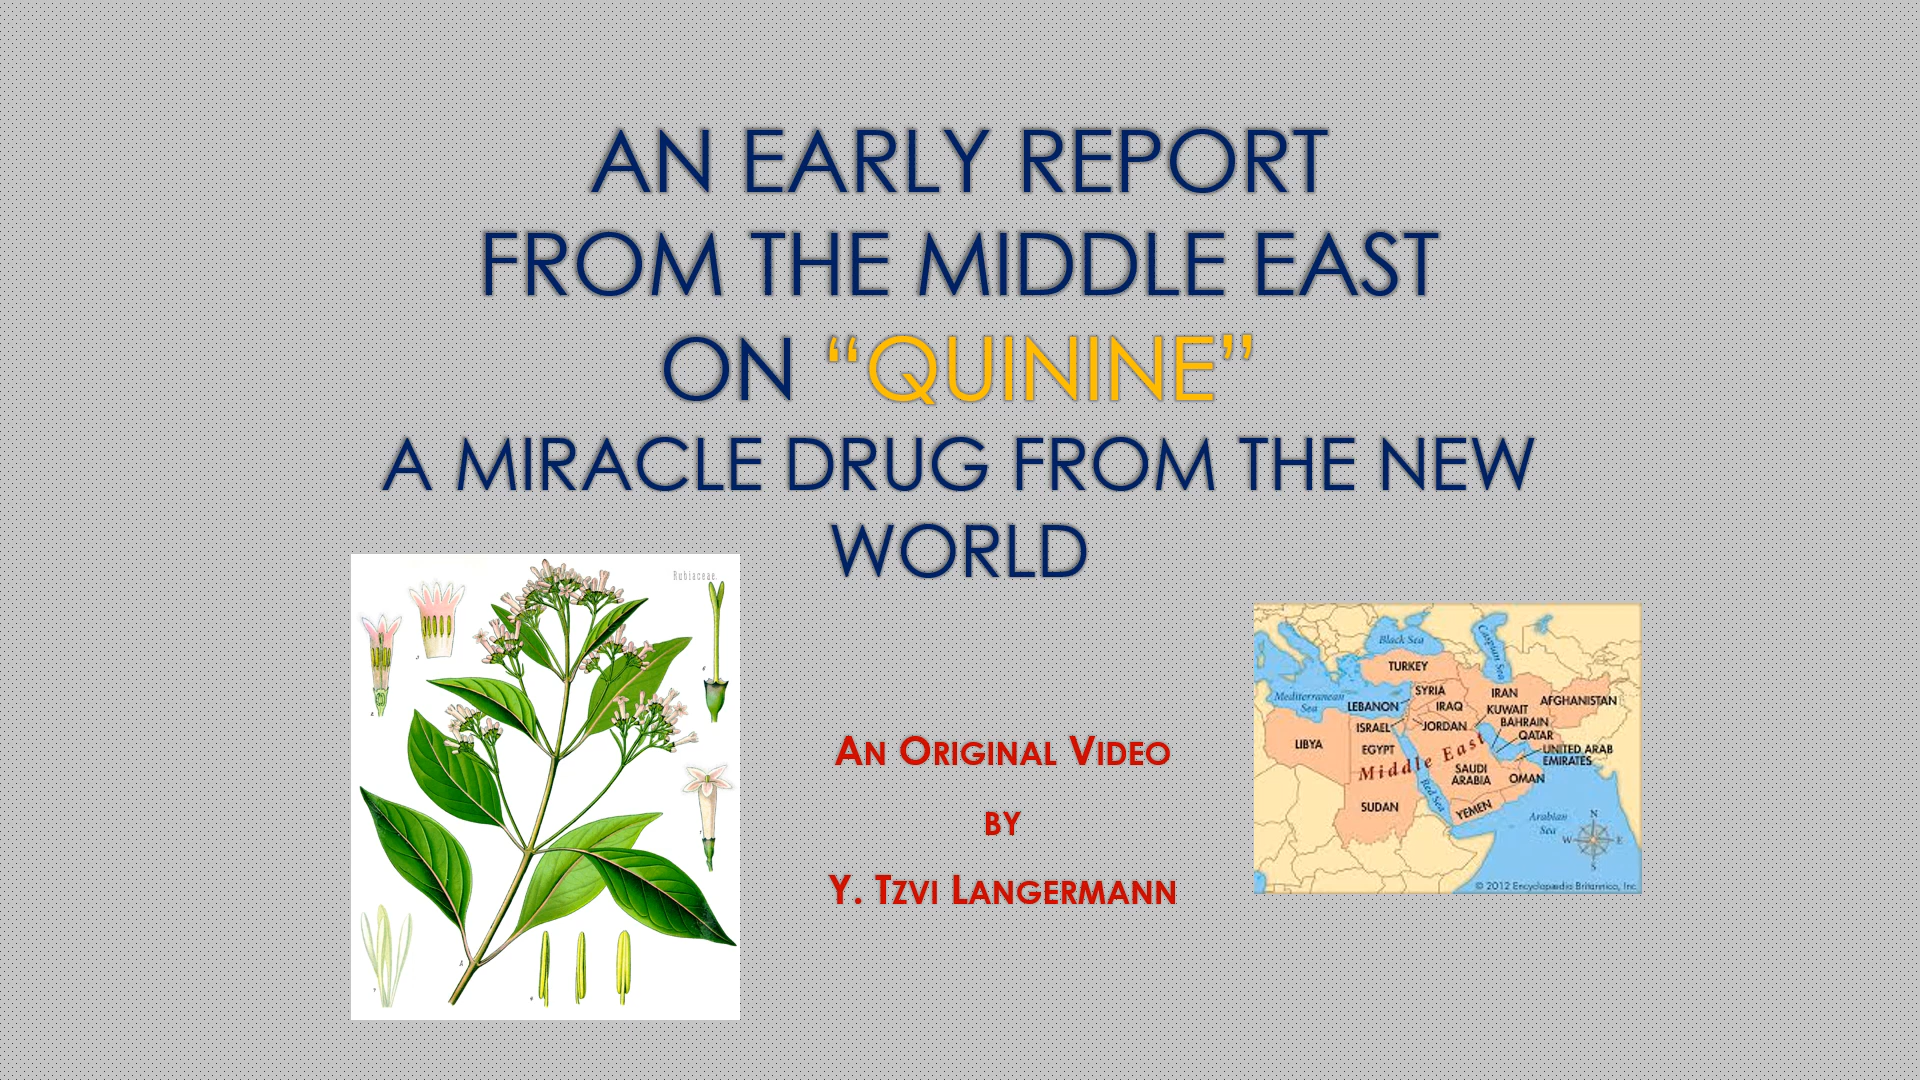 AN EARLY REPORT
FROM THE MIDDLE EAST
ON “QUININE”
A MIRACLE DRUG FROM THE NEW
WORLD
Rubiaceae.
AN ORIGINAL VIDEO
BY
Y. TZVI LANGERMANN
Black Sea
Caspian Sea
TURKEY
Mediterranean
Sea
SYRIA
LEBANON
IRAQ
IRAN
AFGHANISTAN
KUWAIT
ISRAEL
JORDAN
BAHRAIN
QATAR
LIBYA
EGYPT
Middle East
UNITED ARAB
EMIRATES
SAUDI
ARABIA
OMAN
Red Sea
SUDAN
YEMEN
Arabian
Sea
N
W
E
S
© 2012 Encyclopædia Britannica, Inc.